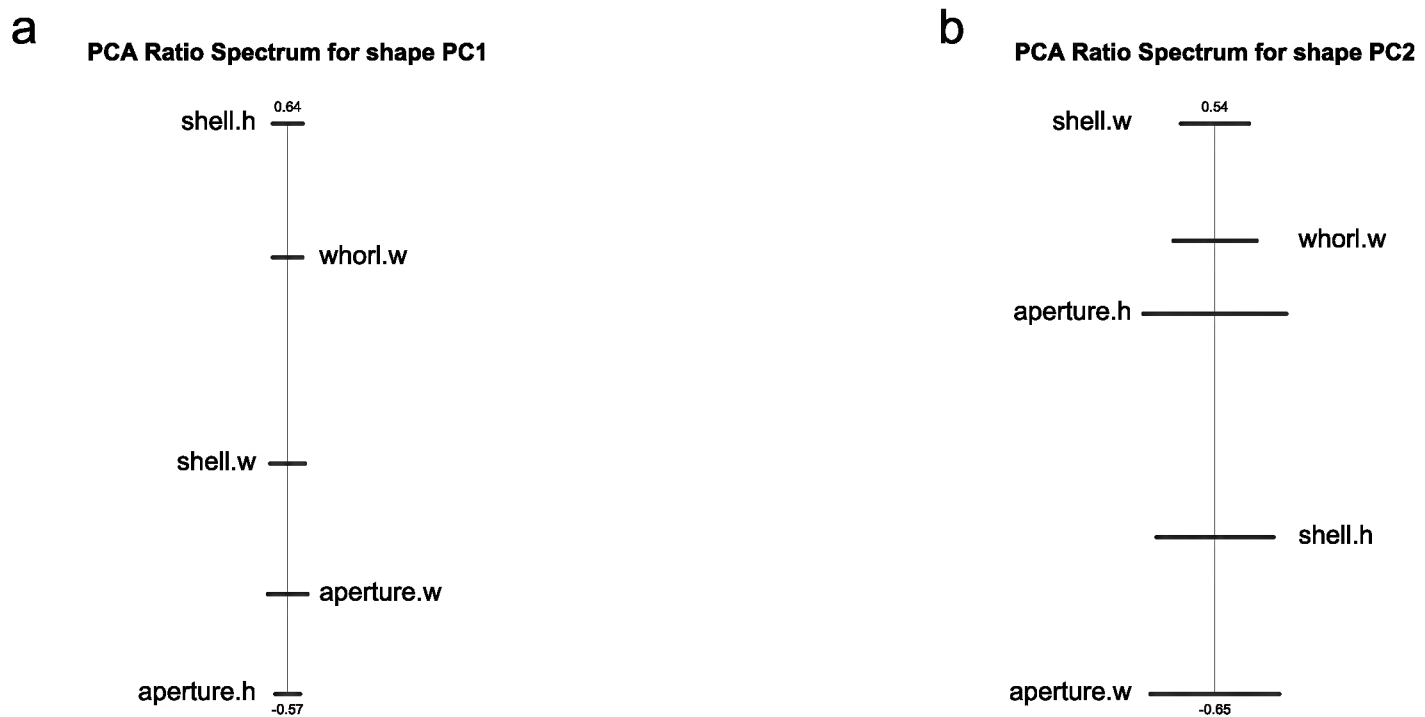 a
PCA Ratio Spectrum for shape PC1
0.64
shell.h
whorl.w
shell.w
aperture.w
aperture.h
-0.57
b
PCA Ratio Spectrum for shape PC2
0.54
shell.w
whorl.w
aperture.h
shell.h
aperture.w
-0.65